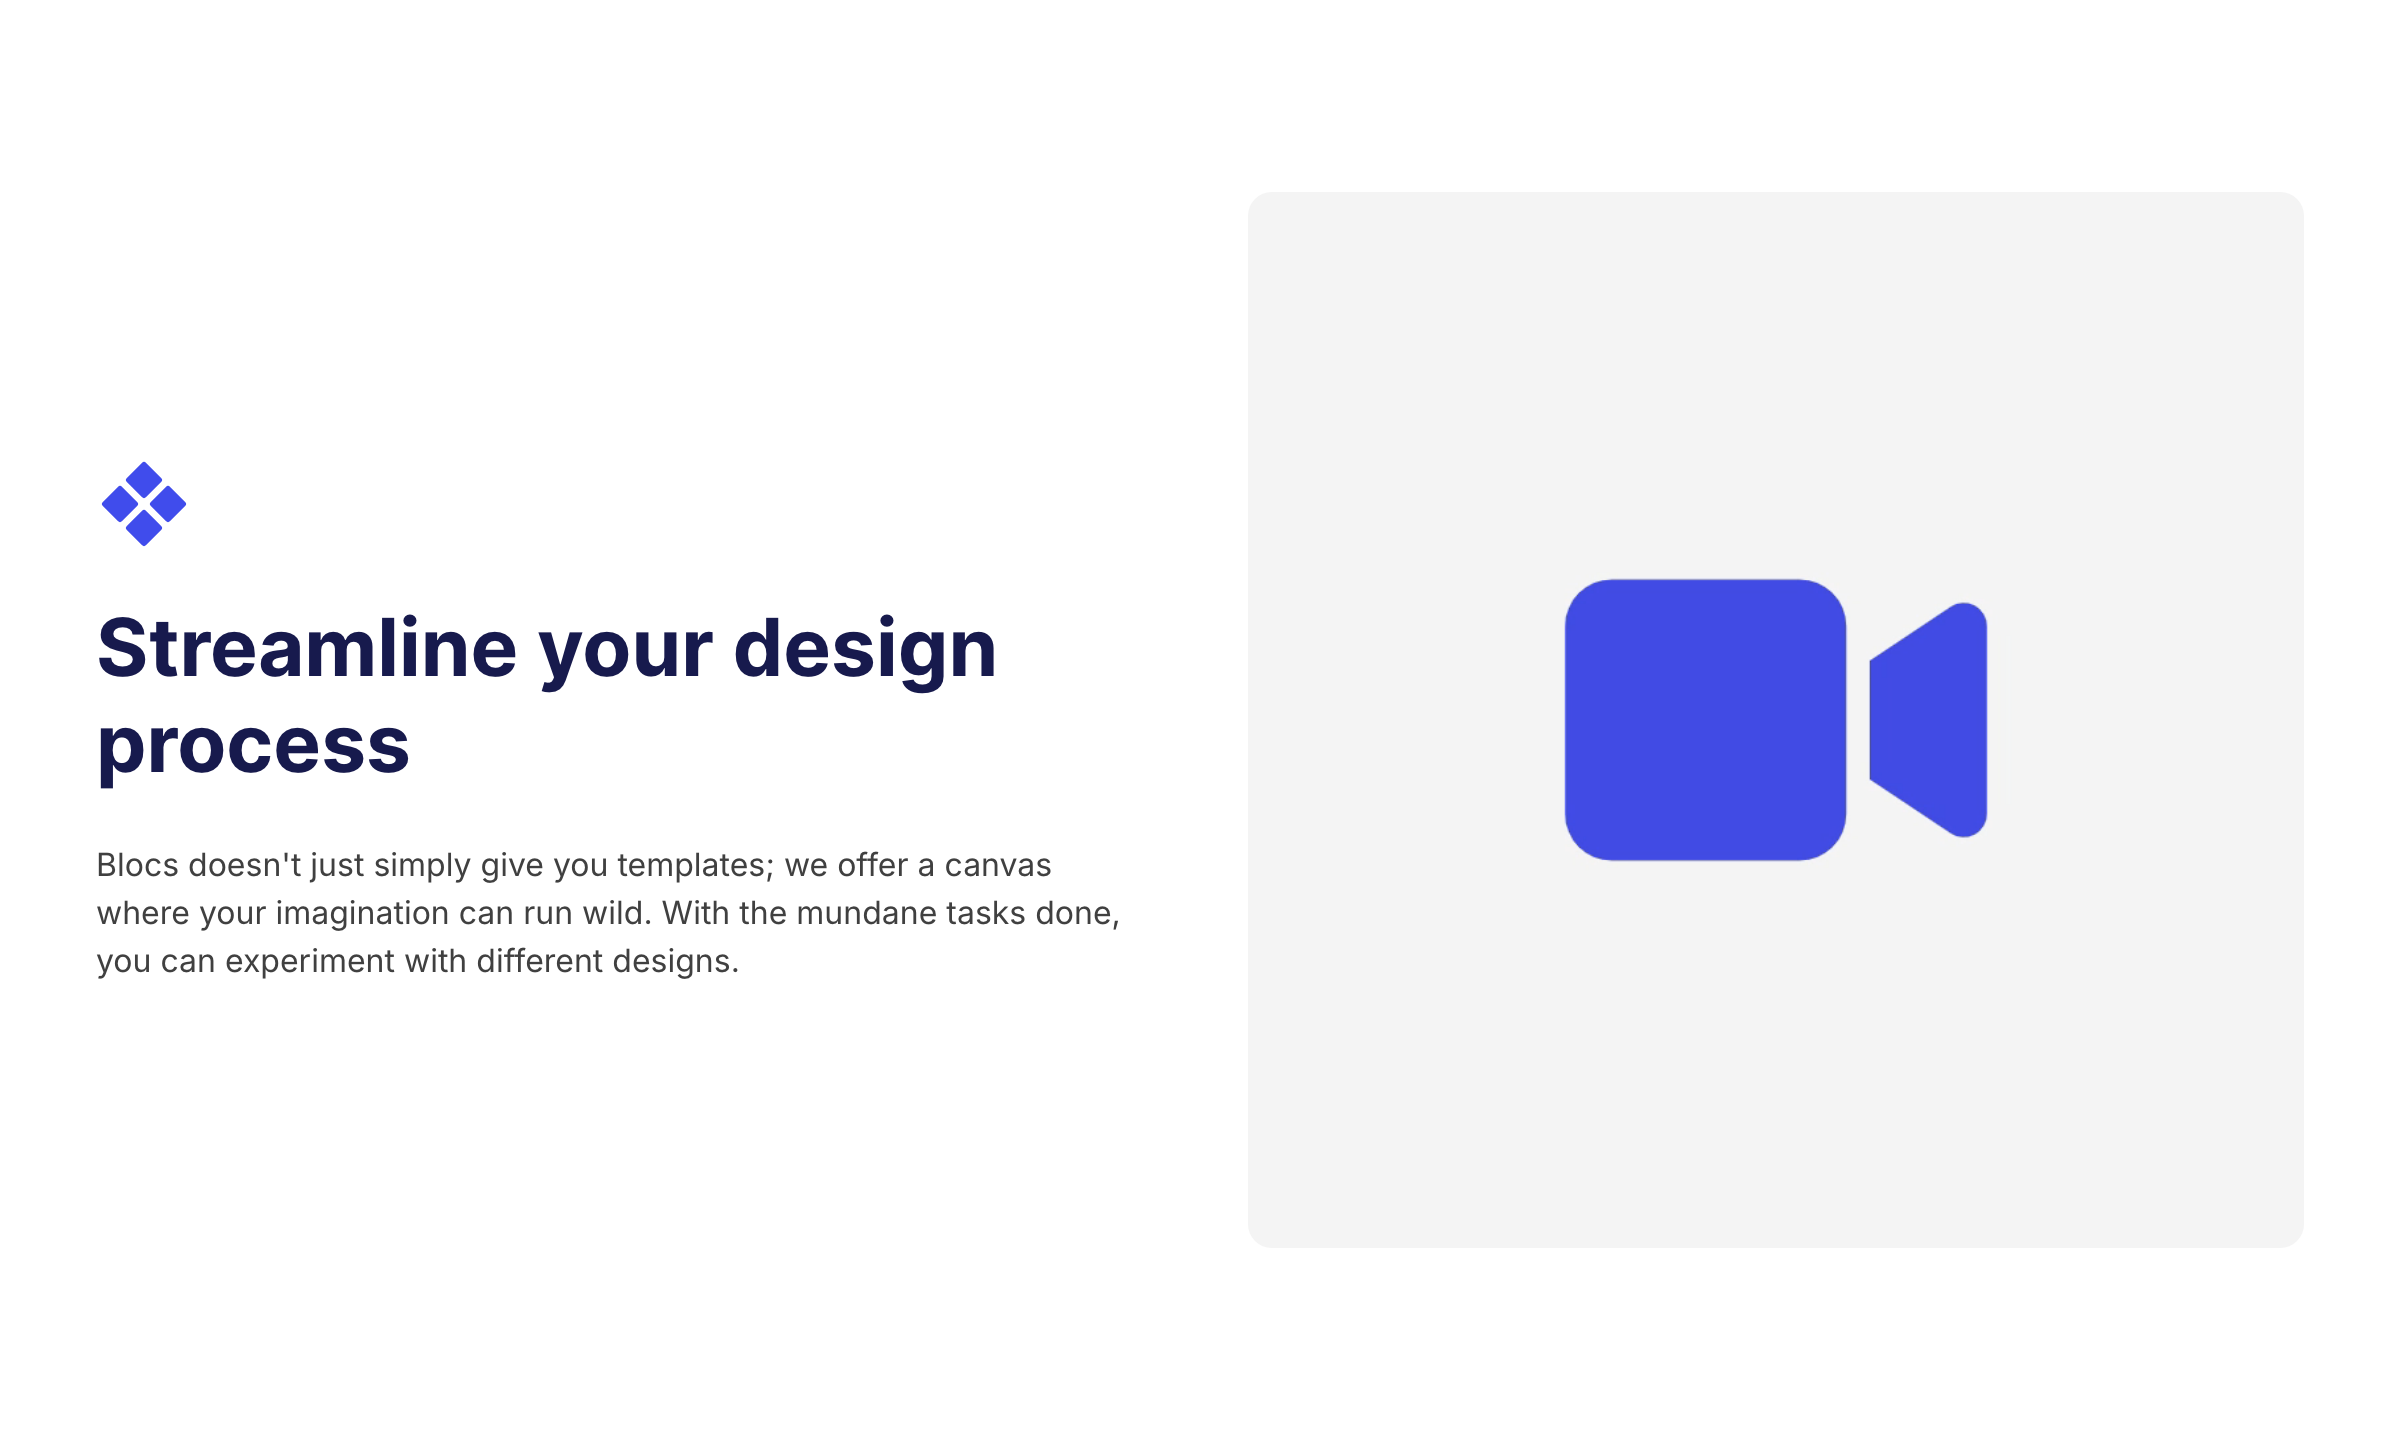 Streamline your design
process
Blocs doesn't just simply give you templates; we offer a canvas
where your imagination can run wild. With the mundane tasks done,
you can experiment with different designs.